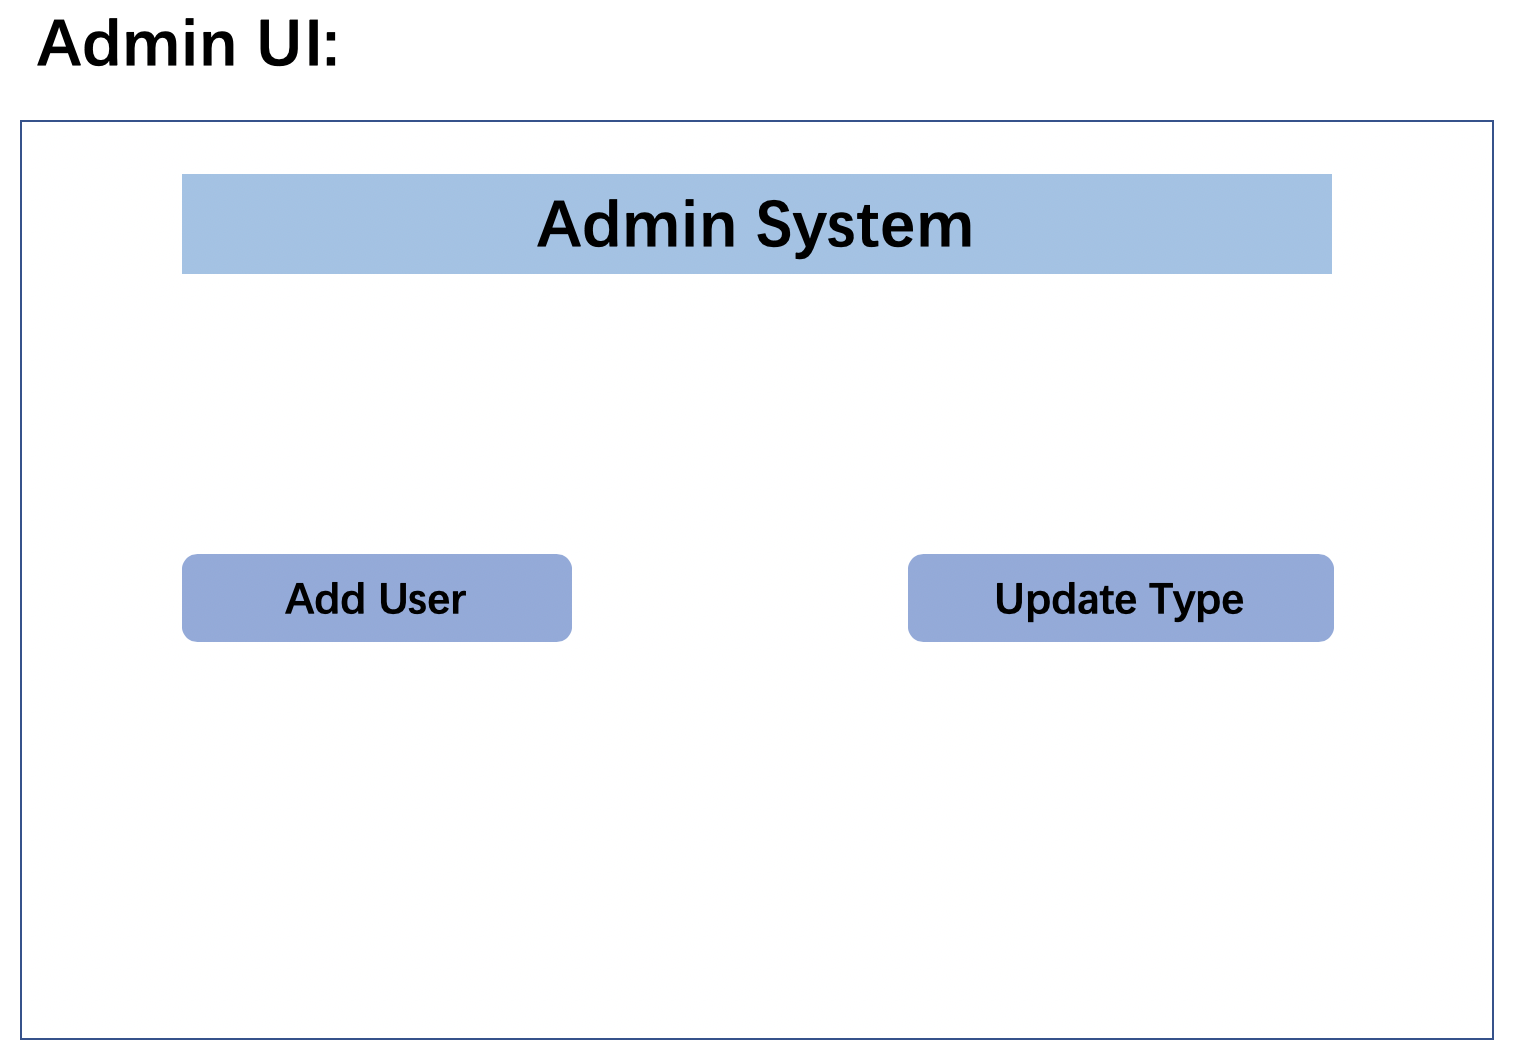 Admin UI:
Admin System
Add User
Update Type